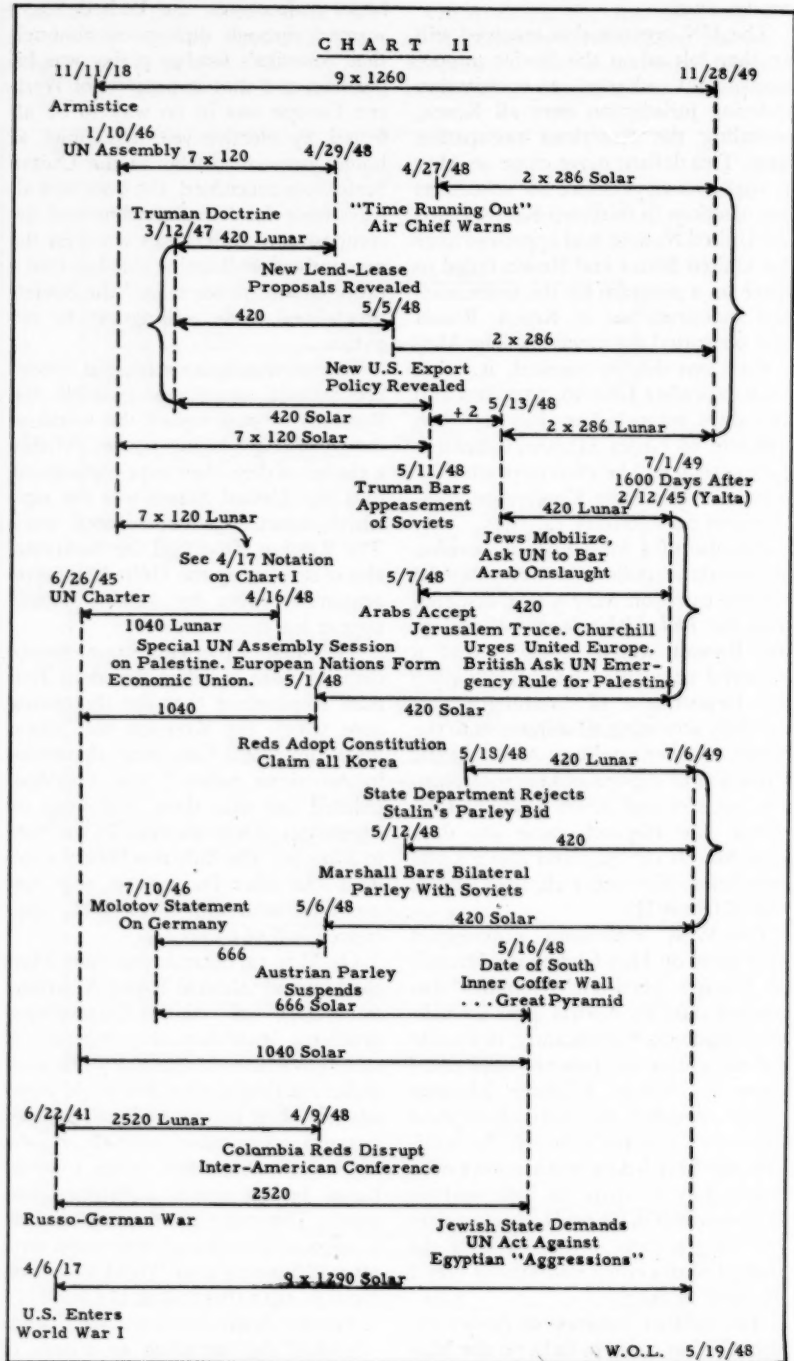 CHART II
11/11/18 9 x 1260 11/28/49
Armistice
1/10/46
UN Assembly 7 x 120 4/29/48
4/27/48 2 x 286 Solar
"Time Running Out"
Air Chief Warns
Truman Doctrine
3/12/47 420 Lunar
New Lend-Lease
Proposals Revealed
420 5/5/48
2 x 286
New U.S. Export
Policy Revealed
420 Solar + 2 5/13/48
7 x 120 Solar 2 x 286 Lunar
5/11/48
Truman Bars
Appeasement
of Soviets
7/1/49
1600 Days After
2/12/45 (Yalta)
7 x 120 Lunar 420 Lunar
See 4/17 Notation
on Chart I
Jews Mobilize,
Ask UN to Bar
Arab Onslaught
6/26/45
UN Charter 4/16/48
5/7/48
1040 Lunar 420
Arabs Accept
Jerusalem Truce. Churchill
Urges United Europe.
British Ask UN Emer-
gency Rule for Palestine
Special UN Assembly Session
on Palestine. European Nations Form
Economic Union. 5/1/48
1040 420 Solar
Reds Adopt Constitution
Claim all Korea
5/18/48 420 Lunar 7/6/49
State Department Rejects
Stalin's Parley Bid
5/12/48 420
Marshall Bars Bilateral
Parley With Soviets
7/10/46
Molotov Statement
On Germany
5/6/48 420 Solar
666
Austrian Parley
Suspends
5/16/48
Date of South
Inner Coffer Wall
...Great Pyramid
666 Solar
1040 Solar
6/22/41 2520 Lunar 4/9/48
Columbia Reds Disrupt
Inter-American Conference
2520
Russo-German War
Jewish State Demands
UN Act Against
Egyptian "Aggressions"
4/6/17
9 x 1290 Solar
U.S. Enters
World War I
W.O.L. 5/19/48